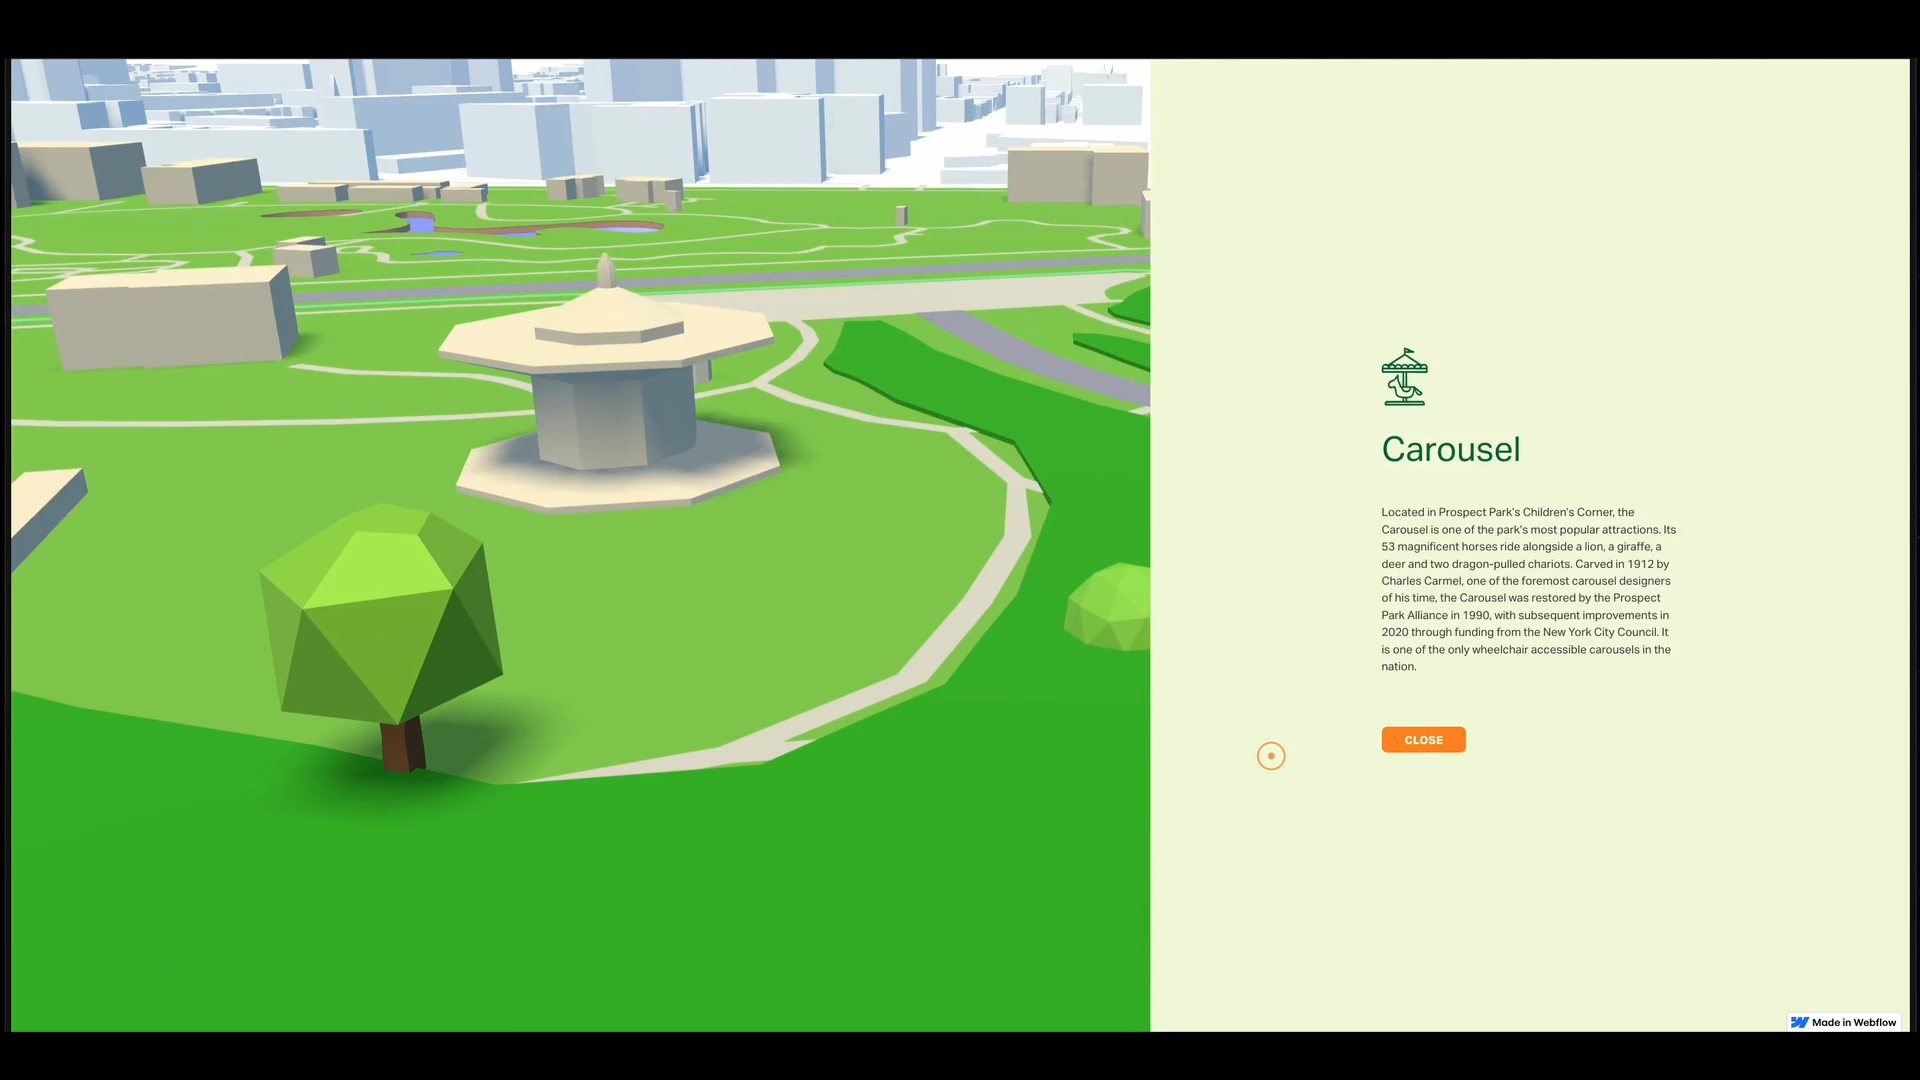 Carousel
Located in Prospect Park's Children's Corner, the
Carousel is one of the park's most popular attractions. Its
53 magnificent horses ride alongside a lion, a giraffe, a
deer and two dragon-pulled chariots. Carved in 1912 by
Charles Carmel, one of the foremost carousel designers
of his time, the Carousel was restored by the Prospect
Park Alliance in 1990, with subsequent improvements in
2020 through funding from the New York City Council. It
is one of the only wheelchair accessible carousels in the
nation.
CLOSE
Made in Webflow